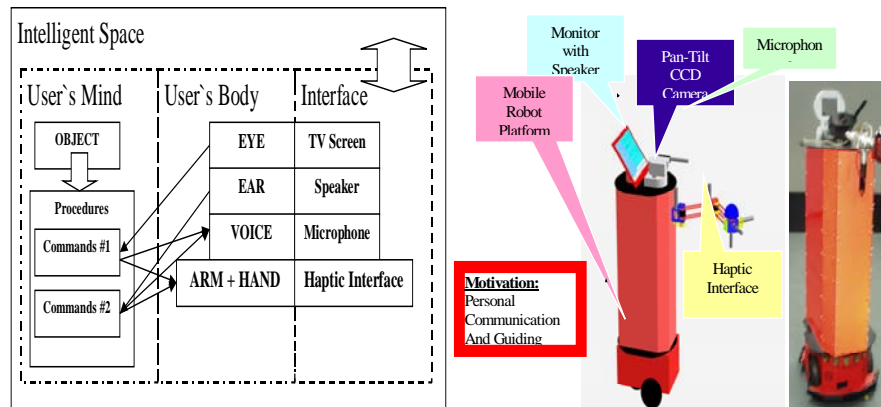 Intelligent Space
User`s Mind
User`s Body
Interface
OBJECT
Procedures
Commands #1
Commands #2
EYE
TV Screen
EAR
Speaker
VOICE
Microphone
ARM + HAND
Haptic Interface
Monitor
with
Speaker
Mobile
Robot
Platform
Pan-Tilt
CCD
Camera
Microphon
Haptic
Interface
Motivation:
Personal
Communication
And Guiding